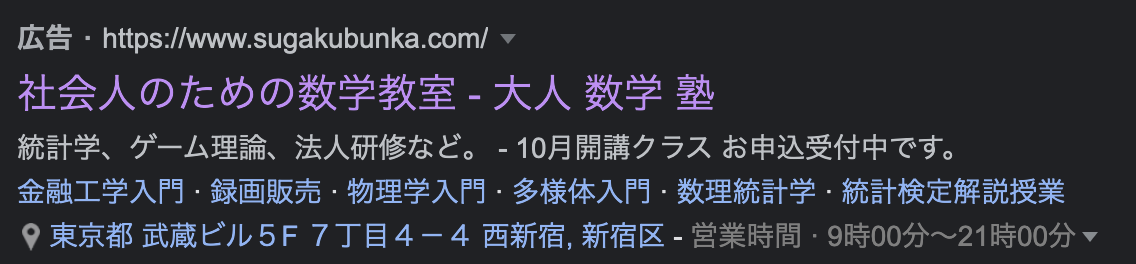 広告 · https://www.sugakubunka.com/
社会人のための数学教室 - 大人 数学 塾
統計学、ゲーム理論、法人研修など。 - 10月開講クラス お申込受付中です。
金融工学入門 · 録画販売 · 物理学入門 · 多様体入門 · 数理統計学 · 統計検定解説授業
東京都 武蔵ビル５F ７丁目４－４ 西新宿, 新宿区 - 営業時間 · 9時00分～21時00分